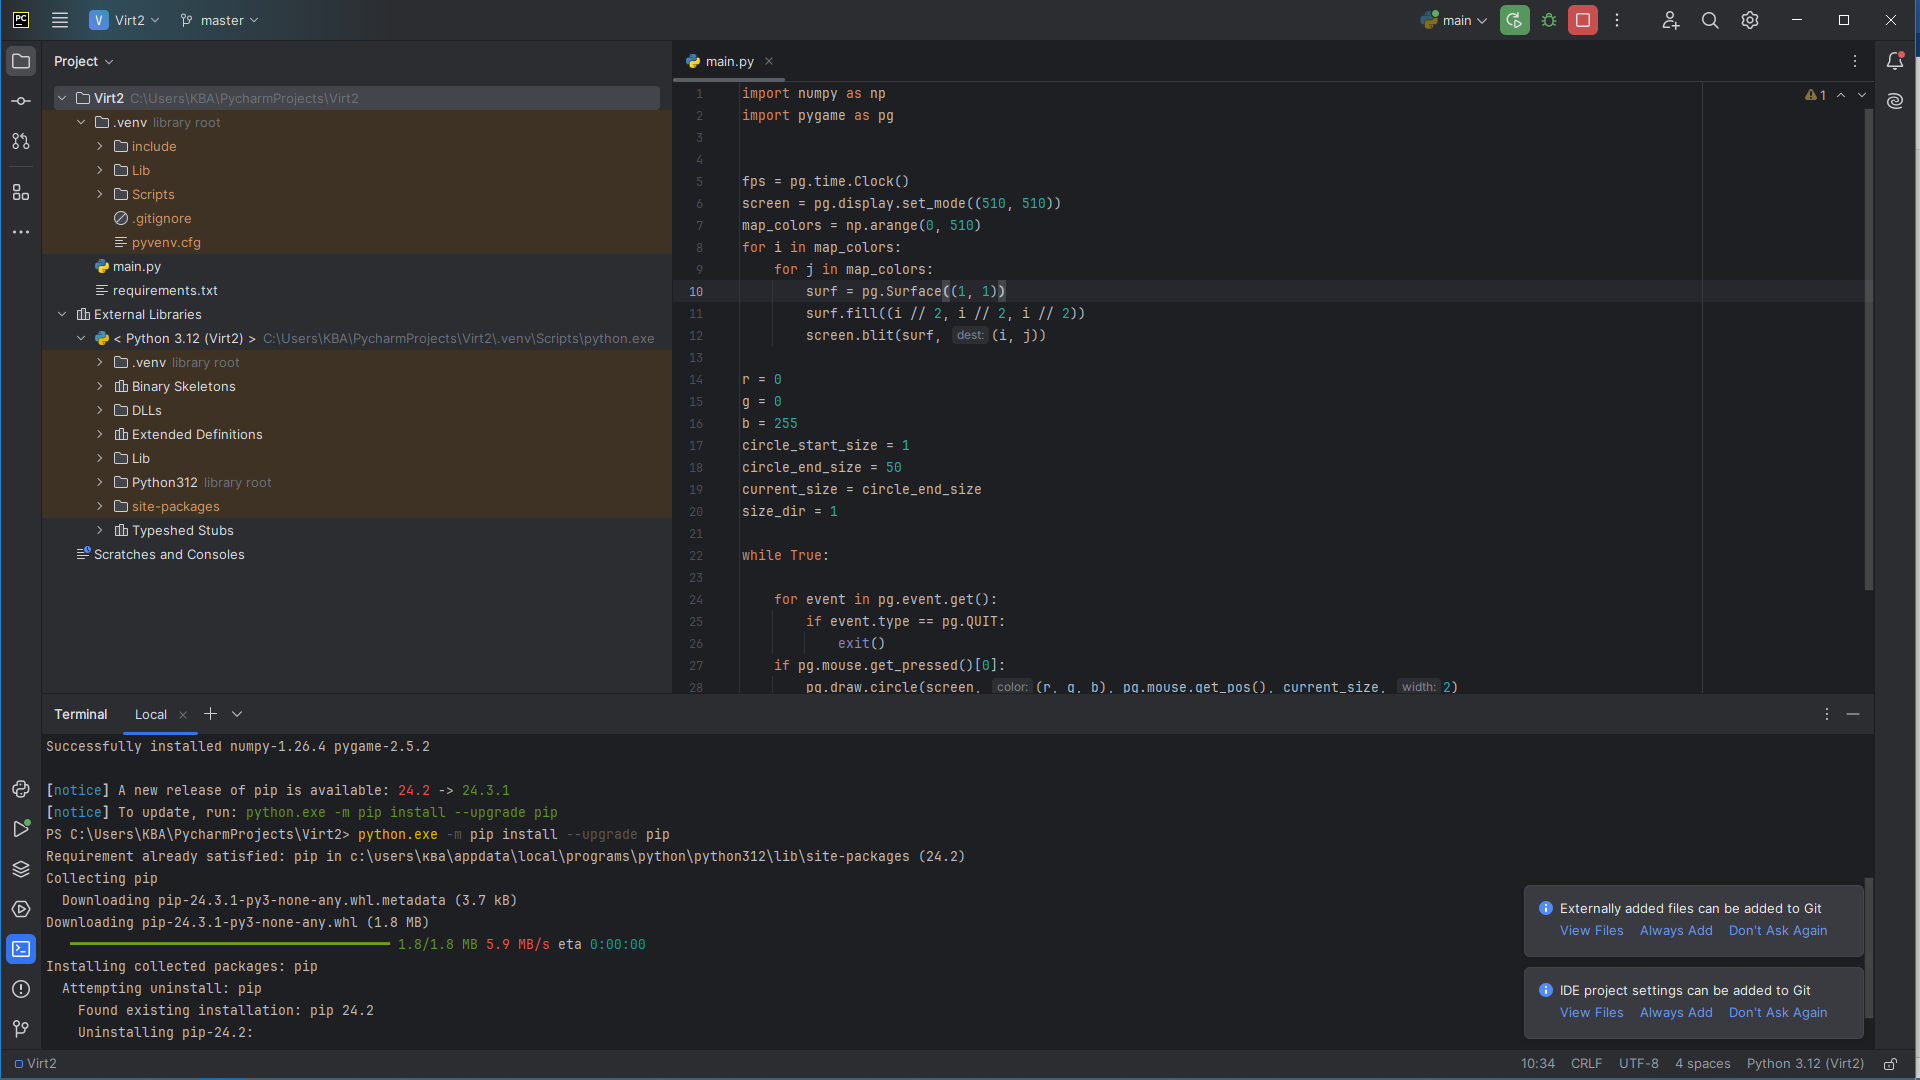 PC
V Virt2 master main
Project
Virt2 C:\Users\KBA\PycharmProjects\Virt2
.venv library root
include
Lib
Scripts
.gitignore
pyvenv.cfg
main.py
requirements.txt
External Libraries
< Python 3.12 (Virt2) > C:\Users\KBA\PycharmProjects\Virt2\.venv\Scripts\python.exe
.venv library root
Binary Skeletons
DLLs
Extended Definitions
Lib
Python312 library root
site-packages
Typeshed Stubs
Scratches and Consoles
main.py
1 import numpy as np
2 import pygame as pg
3
4
5 fps = pg.time.Clock()
6 screen = pg.display.set_mode((510, 510))
7 map_colors = np.arange(0, 510)
8 for i in map_colors:
9 for j in map_colors:
10 surf = pg.Surface((1, 1))
11 surf.fill((i // 2, i // 2, i // 2))
12 screen.blit(surf, dest: (i, j))
13
14 r = 0
15 g = 0
16 b = 255
17 circle_start_size = 1
18 circle_end_size = 50
19 current_size = circle_end_size
20 size_dir = 1
21
22 while True:
23
24 for event in pg.event.get():
25 if event.type == pg.QUIT:
26 exit()
27 if pg.mouse.get_pressed()[0]:
28 pg.draw.circle(screen, color: (r, g, b), pg.mouse.get_pos(), current_size, width: 2)
1
Terminal Local
Successfully installed numpy-1.26.4 pygame-2.5.2
[notice] A new release of pip is available: 24.2 -> 24.3.1
[notice] To update, run: python.exe -m pip install --upgrade pip
PS C:\Users\KBA\PycharmProjects\Virt2> python.exe -m pip install --upgrade pip
Requirement already satisfied: pip in c:\users\ква\appdata\local\programs\python\python312\lib\site-packages (24.2)
Collecting pip
Downloading pip-24.3.1-py3-none-any.whl.metadata (3.7 kB)
Downloading pip-24.3.1-py3-none-any.whl (1.8 MB)
1.8/1.8 MB 5.9 MB/s eta 0:00:00
Installing collected packages: pip
Attempting uninstall: pip
Found existing installation: pip 24.2
Uninstalling pip-24.2:
Externally added files can be added to Git
View Files Always Add Don't Ask Again
IDE project settings can be added to Git
View Files Always Add Don't Ask Again
Virt2 10:34 CRLF UTF-8 4 spaces Python 3.12 (Virt2)